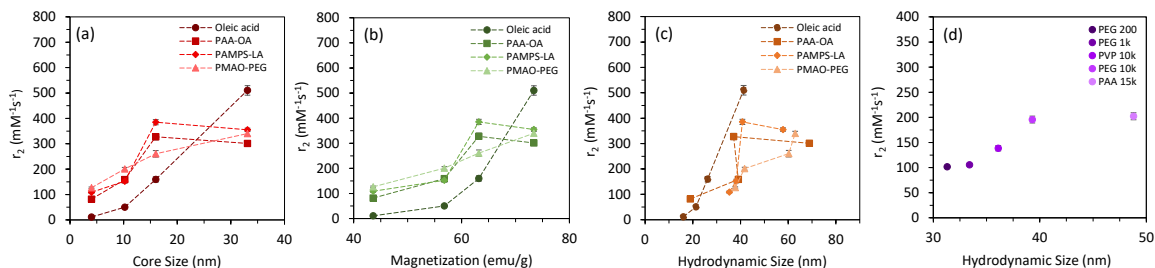 (a)
r2 (mM-1s-1)
800
700
600
500
400
300
200
100
0
0
10
20
30
40
Core Size (nm)
Oleic acid
PAA-OA
PAMPS-LA
PMAO-PEG
(b)
r2 (mM-1s-1)
800
700
600
500
400
300
200
100
0
40
60
80
Magnetization (emu/g)
Oleic acid
PAA-OA
PAMPS-LA
PMAO-PEG
(c)
r2 (mM-1s-1)
800
700
600
500
400
300
200
100
0
0
20
40
60
80
Hydrodynamic Size (nm)
Oleic acid
PAA-OA
PAMPS-LA
PMAO-PEG
(d)
r2 (mM-1s-1)
400
350
300
250
200
150
100
50
0
30
35
40
45
50
Hydrodynamic Size (nm)
PEG 200
PEG 1k
PVP 10k
PEG 10k
PAA 15k